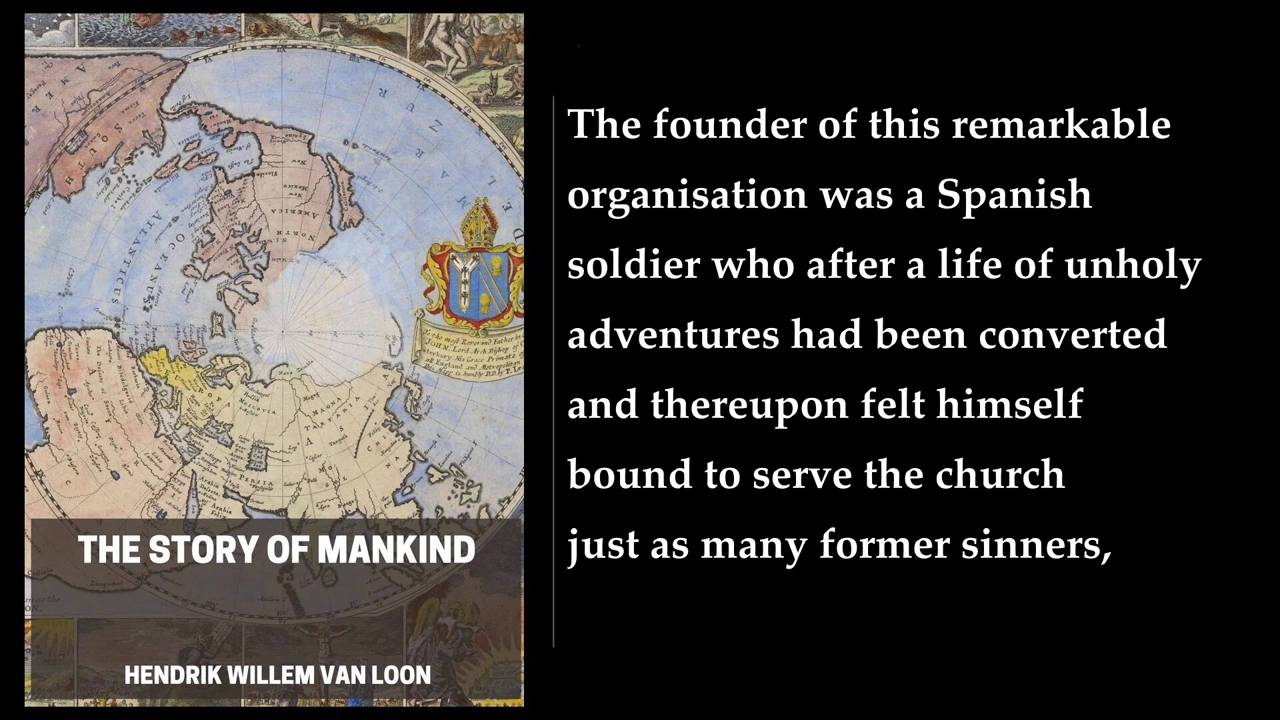 THE STORY OF MANKIND
HENDRIK WILLEM VAN LOON
The founder of this remarkable
organisation was a Spanish
soldier who after a life of unholy
adventures had been converted
and thereupon felt himself
bound to serve the church
just as many former sinners,